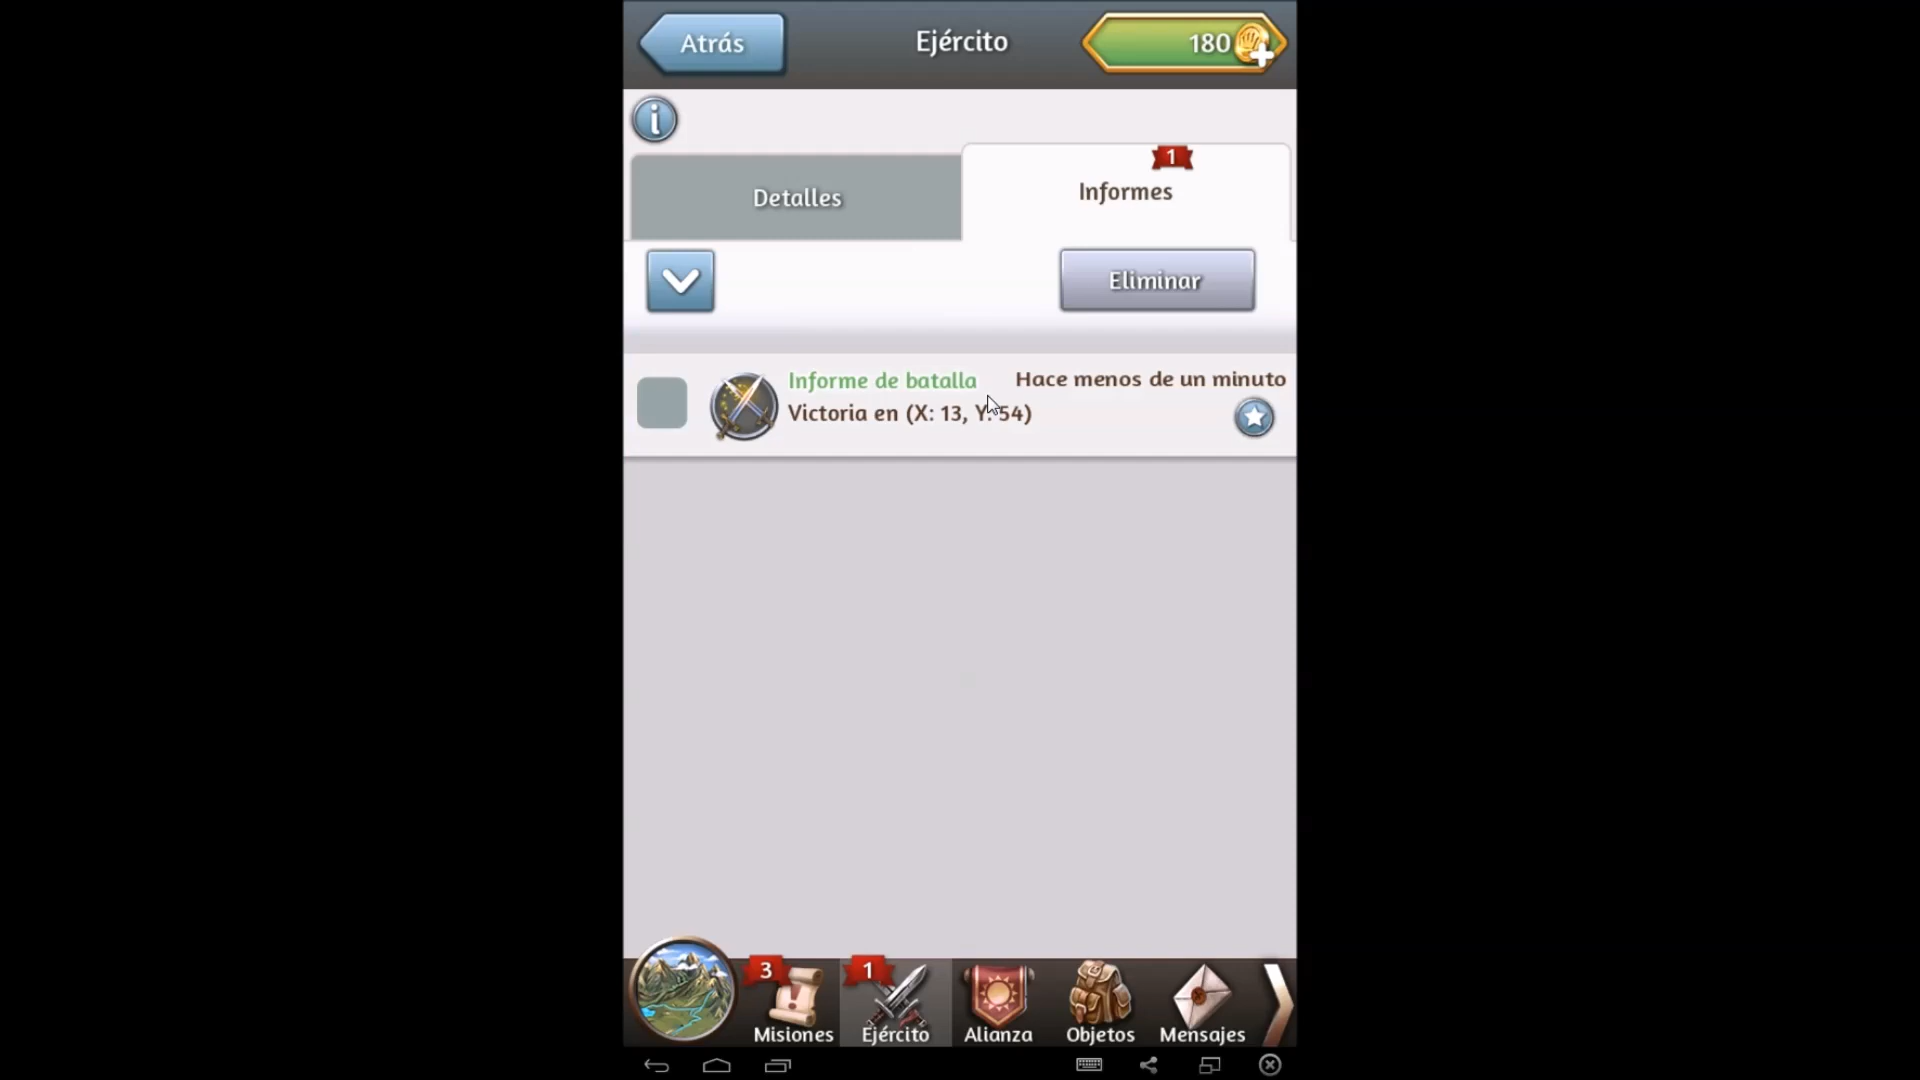 Atrás
Ejército
180
i
1
Detalles
Informes
Eliminar
Informe de batalla
Hace menos de un minuto
Victoria en (X: 13, Y: 54)
3
1
Misiones
Ejército
Alianza
Objetos
Mensajes